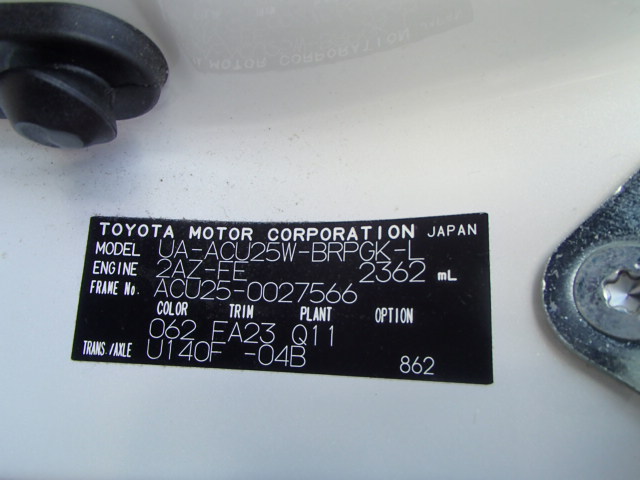 TOYOTA MOTOR CORPORATION JAPAN
MODEL UA-ACU25W-BRPGK-L
ENGINE 2AZ-FE 2362 mL
FRAME No. ACU25-0027566
COLOR TRIM PLANT OPTION
062 FA23 Q11
TRANS./AXLE U140F -04B 862